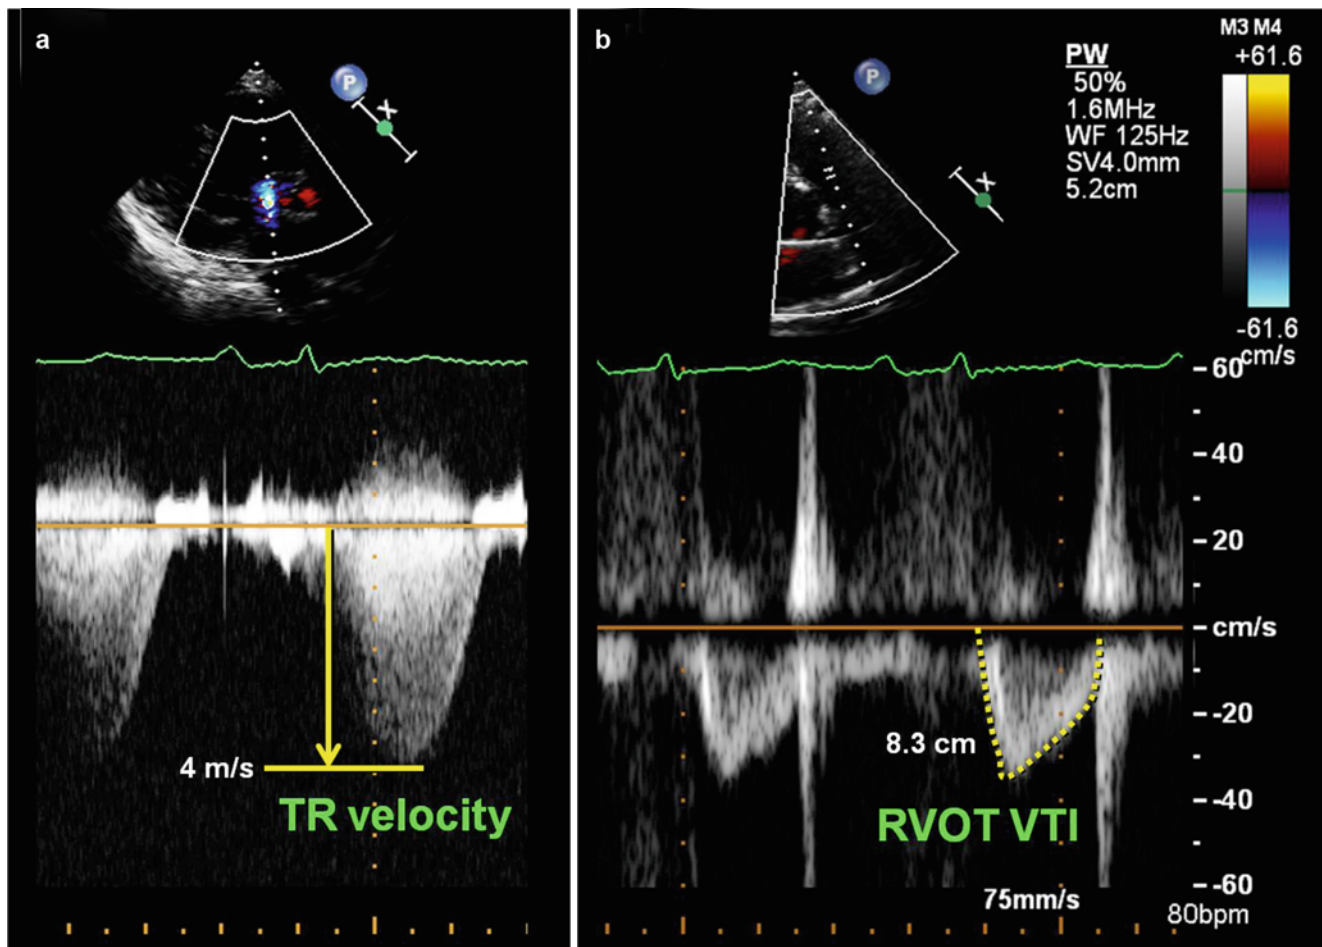 a
P
X
4 m/s
TR velocity
b
P
X
PW
50%
1.6MHz
WF 125Hz
SV4.0mm
5.2cm
M3 M4
+61.6
-61.6
cm/s
60
40
20
cm/s
-20
-40
-60
8.3 cm
RVOT VTI
75mm/s
80bpm